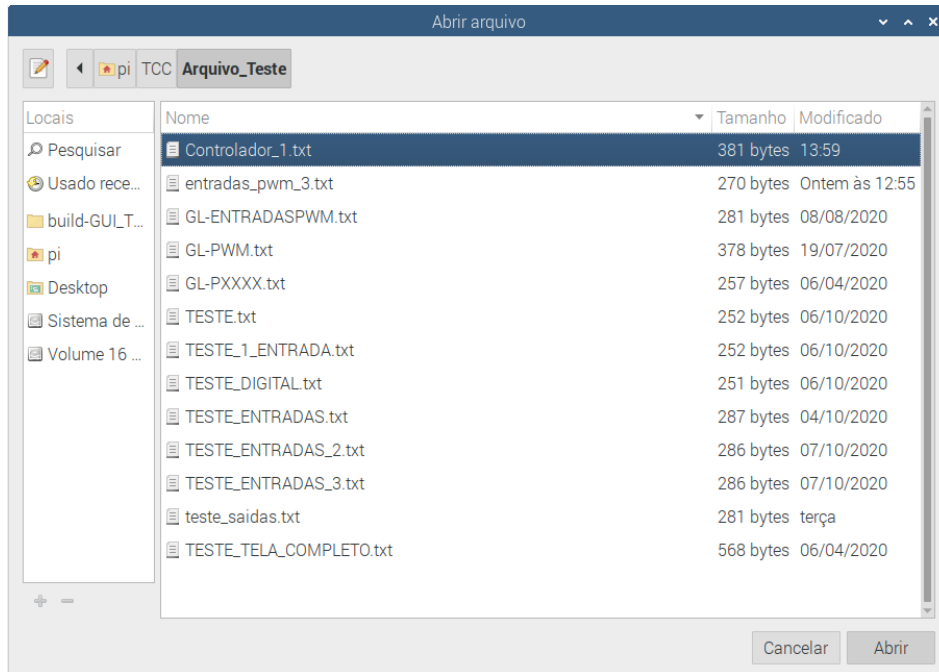 Abrir arquivo
pi TCC Arquivo_Teste
Locais
Pesquisar
Usado rece...
build-GUI_T...
pi
Desktop
Sistema de ...
Volume 16 ...
Nome Tamanho Modificado
Controlador_1.txt 381 bytes 13:59
entradas_pwm_3.txt 270 bytes Ontem às 12:55
GL-ENTRADASPWM.txt 281 bytes 08/08/2020
GL-PWM.txt 378 bytes 19/07/2020
GL-PXXXX.txt 257 bytes 06/04/2020
TESTE.txt 252 bytes 06/10/2020
TESTE_1_ENTRADA.txt 252 bytes 06/10/2020
TESTE_DIGITAL.txt 251 bytes 06/10/2020
TESTE_ENTRADAS.txt 287 bytes 04/10/2020
TESTE_ENTRADAS_2.txt 286 bytes 07/10/2020
TESTE_ENTRADAS_3.txt 286 bytes 07/10/2020
teste_saidas.txt 281 bytes terça
TESTE_TELA_COMPLETO.txt 568 bytes 06/04/2020
Cancelar Abrir